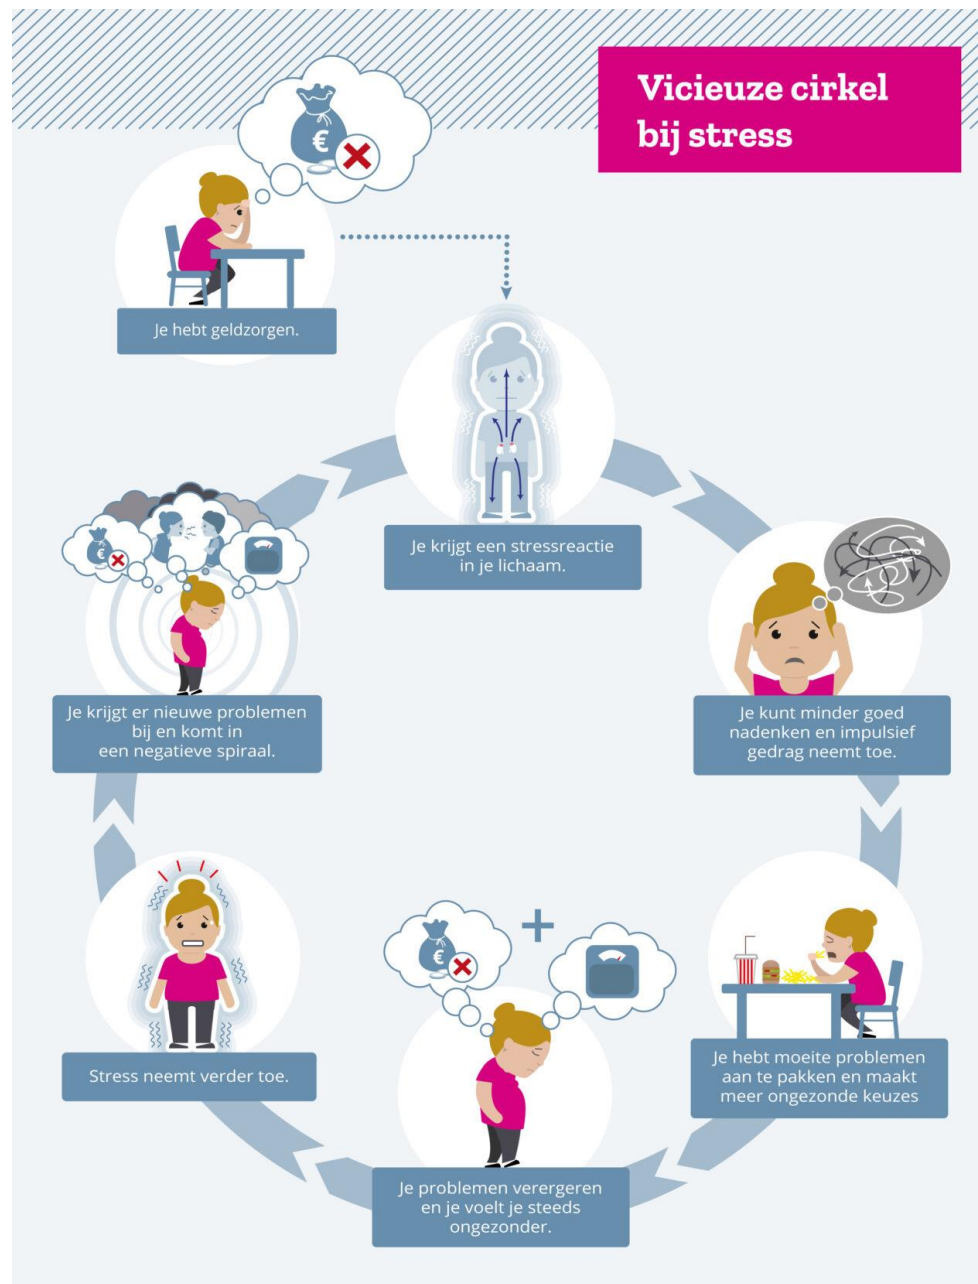 Vicieuze cirkel
bij stress
€
Je hebt geldzorgen.
Je krijgt een stressreactie
in je lichaam.
Je kunt minder goed
nadenken en impulsief
gedrag neemt toe.
Je hebt moeite problemen
aan te pakken en maakt
meer ongezonde keuzes
€
+
Je problemen verergeren
en je voelt je steeds
ongezonder.
Stress neemt verder toe.
€
Je krijgt er nieuwe problemen
bij en komt in
een negatieve spiraal.